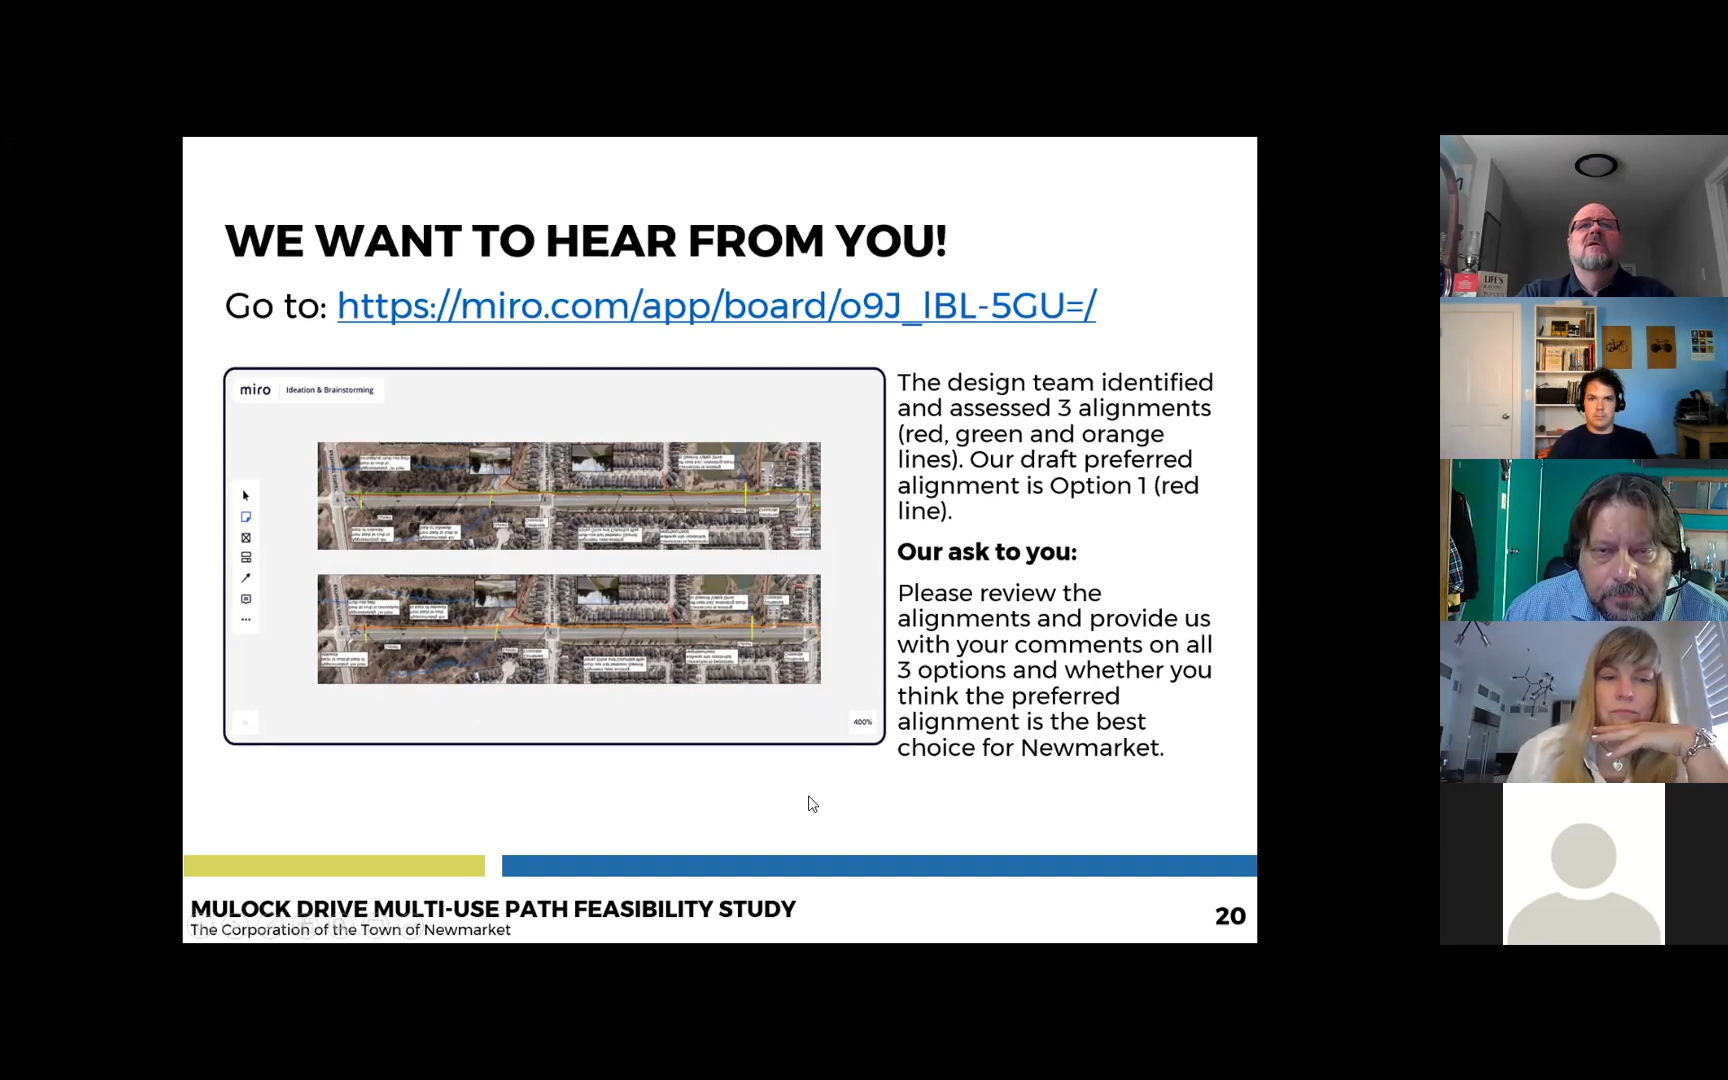 WE WANT TO HEAR FROM YOU!
Go to: https://miro.com/app/board/o9J_lBL-5GU=/
miro Ideation & Brainstorming
400%
The design team identified
and assessed 3 alignments
(red, green and orange
lines). Our draft preferred
alignment is Option 1 (red
line).
Our ask to you:
Please review the
alignments and provide us
with your comments on all
3 options and whether you
think the preferred
alignment is the best
choice for Newmarket.
MULOCK DRIVE MULTI-USE PATH FEASIBILITY STUDY
The Corporation of the Town of Newmarket
20
LIFE'S